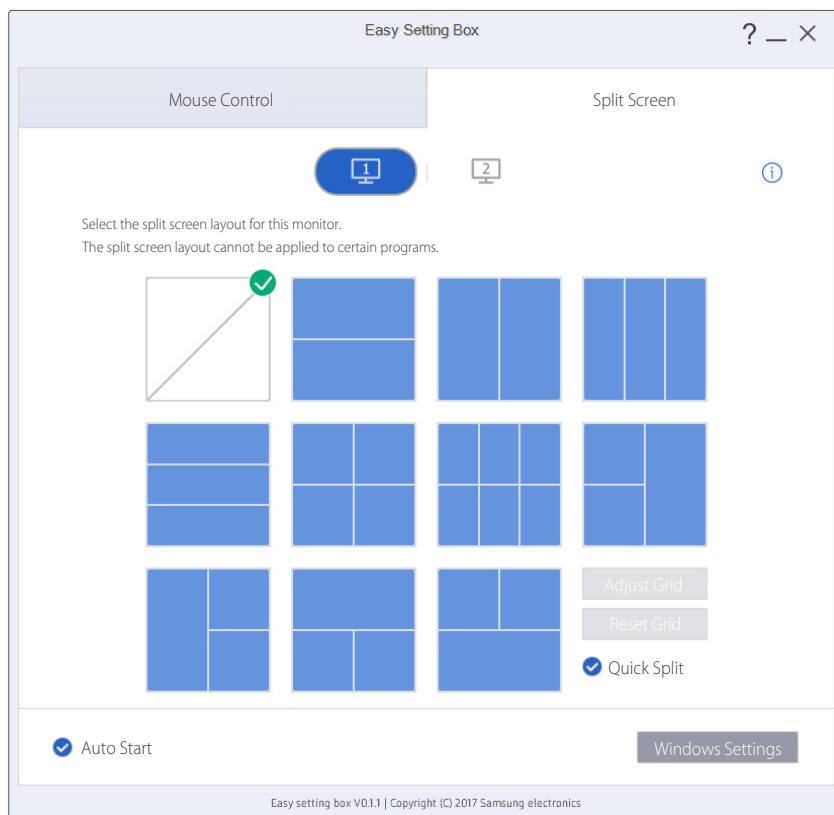 Easy Setting Box
?
Mouse Control
Split Screen
1
2
i
Select the split screen layout for this monitor.
The split screen layout cannot be applied to certain programs.
Adjust Grid
Reset Grid
Quick Split
Auto Start
Windows Settings
Easy setting box V0.1.1 | Copyright (C) 2017 Samsung electronics